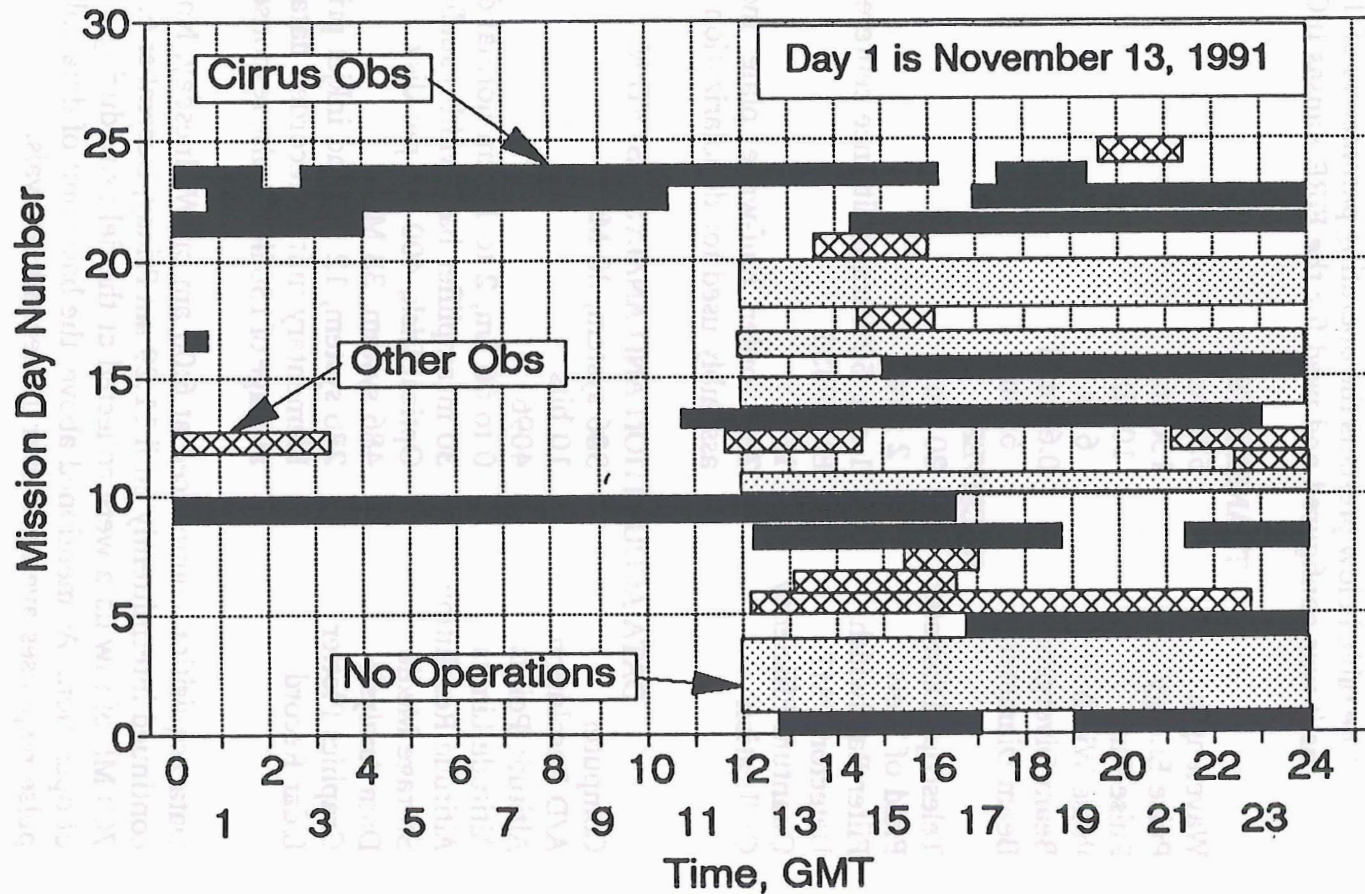 30
25
20
15
10
5
0
Mission Day Number
Cirrus Obs
Day 1 is November 13, 1991
Other Obs
No Operations
0 2 4 6 8 10 12 14 16 18 20 22 24
1 3 5 7 9 11 13 15 17 19 21 23
Time, GMT